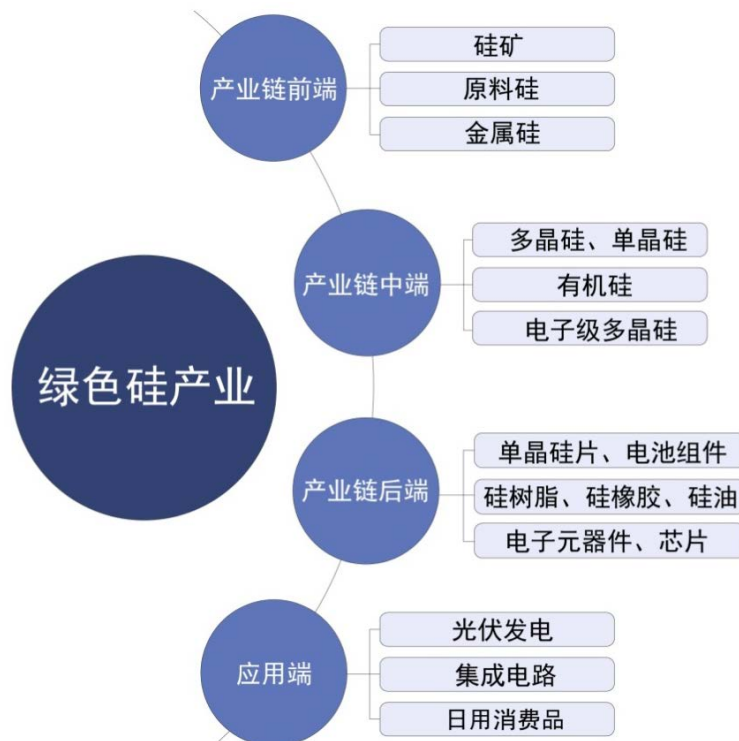 产业链前端
硅矿
原料硅
金属硅
产业链中端
多晶硅、单晶硅
有机硅
电子级多晶硅
绿色硅产业
产业链后端
单晶硅片、电池组件
硅树脂、硅橡胶、硅油
电子元器件、芯片
应用端
光伏发电
集成电路
日用消费品